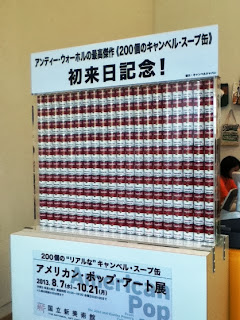 アンディー・ウォーホルの最高傑作《200個のキャンベル・スープ缶》
初来日記念！
200個の"リアルな"キャンベル・スープ缶
アメリカン・ポップ・アート展
2013.8.7(水)-10.21(月)
国立新美術館
Pop